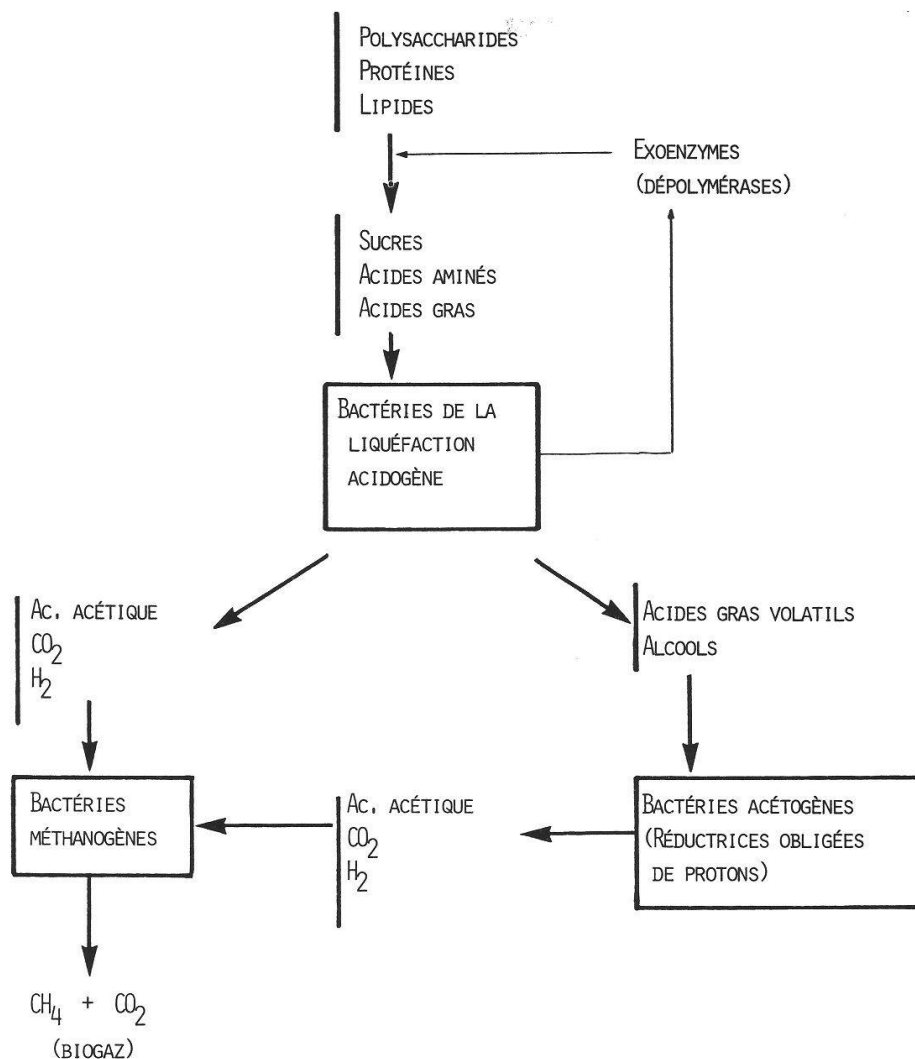 POLYSACCHARIDES
PROTÉINES
LIPIDES
EXOENZYMES
(DÉPOLYMÉRASES)
SUCRES
ACIDES AMINÉS
ACIDES GRAS
BACTÉRIES DE LA
LIQUÉFACTION
ACIDOGÈNE
AC. ACÉTIQUE
CO2
H2
ACIDES GRAS VOLATILS
ALCOOLS
BACTÉRIES
MÉTHANOGÈNES
AC. ACÉTIQUE
CO2
H2
BACTÉRIES ACÉTOGÈNES
(RÉDUCTRICES OBLIGÉES
DE PROTONS)
CH4 + CO2
(BIOGAZ)